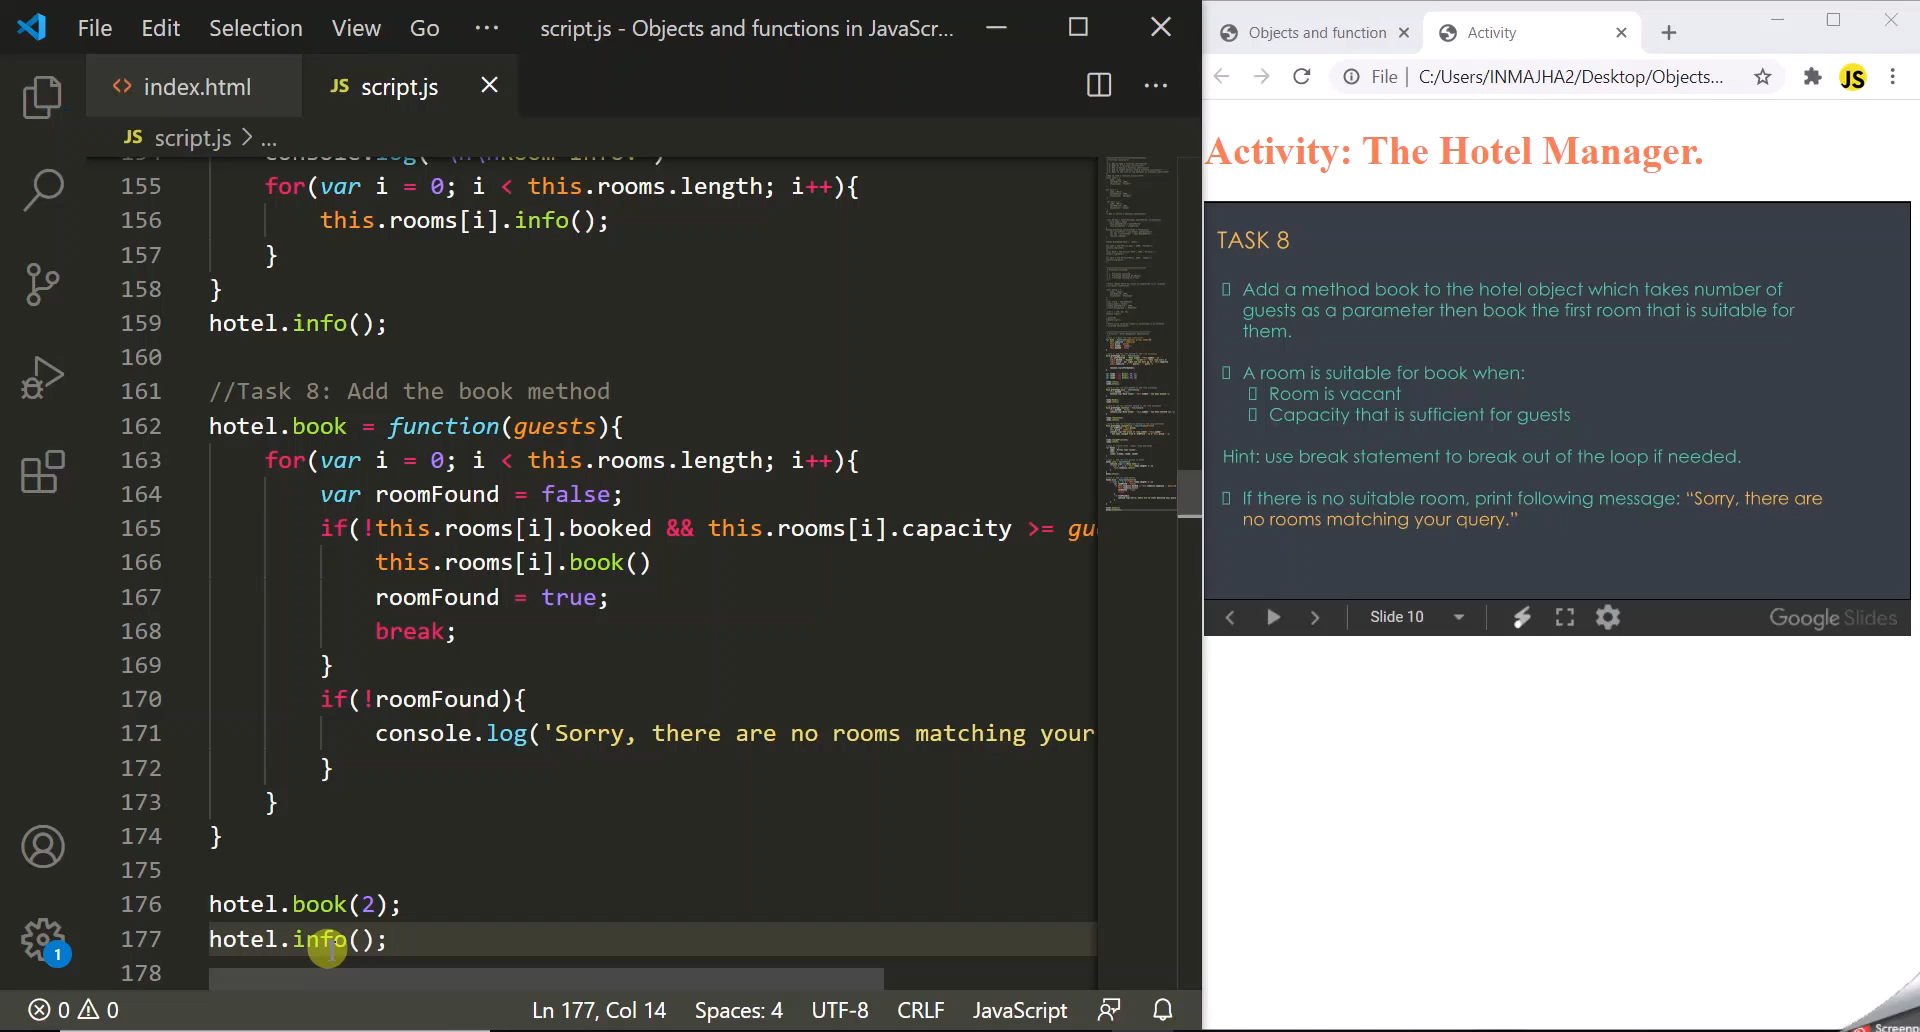 File Edit Selection View Go ··· script.js - Objects and functions in JavaScr...
index.html JS script.js
JS script.js > ...
155 for(var i = 0; i < this.rooms.length; i++){
156 this.rooms[i].info();
157 }
158 }
159 hotel.info();
160
161 //Task 8: Add the book method
162 hotel.book = function(guests){
163 for(var i = 0; i < this.rooms.length; i++){
164 var roomFound = false;
165 if(!this.rooms[i].booked && this.rooms[i].capacity >= gu
166 this.rooms[i].book()
167 roomFound = true;
168 break;
169 }
170 if(!roomFound){
171 console.log('Sorry, there are no rooms matching your
172 }
173 }
174 }
175
176 hotel.book(2);
177 hotel.info();
178
1
0 0 Ln 177, Col 14 Spaces: 4 UTF-8 CRLF JavaScript
Objects and function Activity
File | C:/Users/INMAJHA2/Desktop/Objects... JS
Activity: The Hotel Manager.
TASK 8
Add a method book to the hotel object which takes number of
guests as a parameter then book the first room that is suitable for
them.
A room is suitable for book when:
Room is vacant
Capacity that is sufficient for guests
Hint: use break statement to break out of the loop if needed.
If there is no suitable room, print following message: “Sorry, there are
no rooms matching your query.”
Slide 10 Google Slides